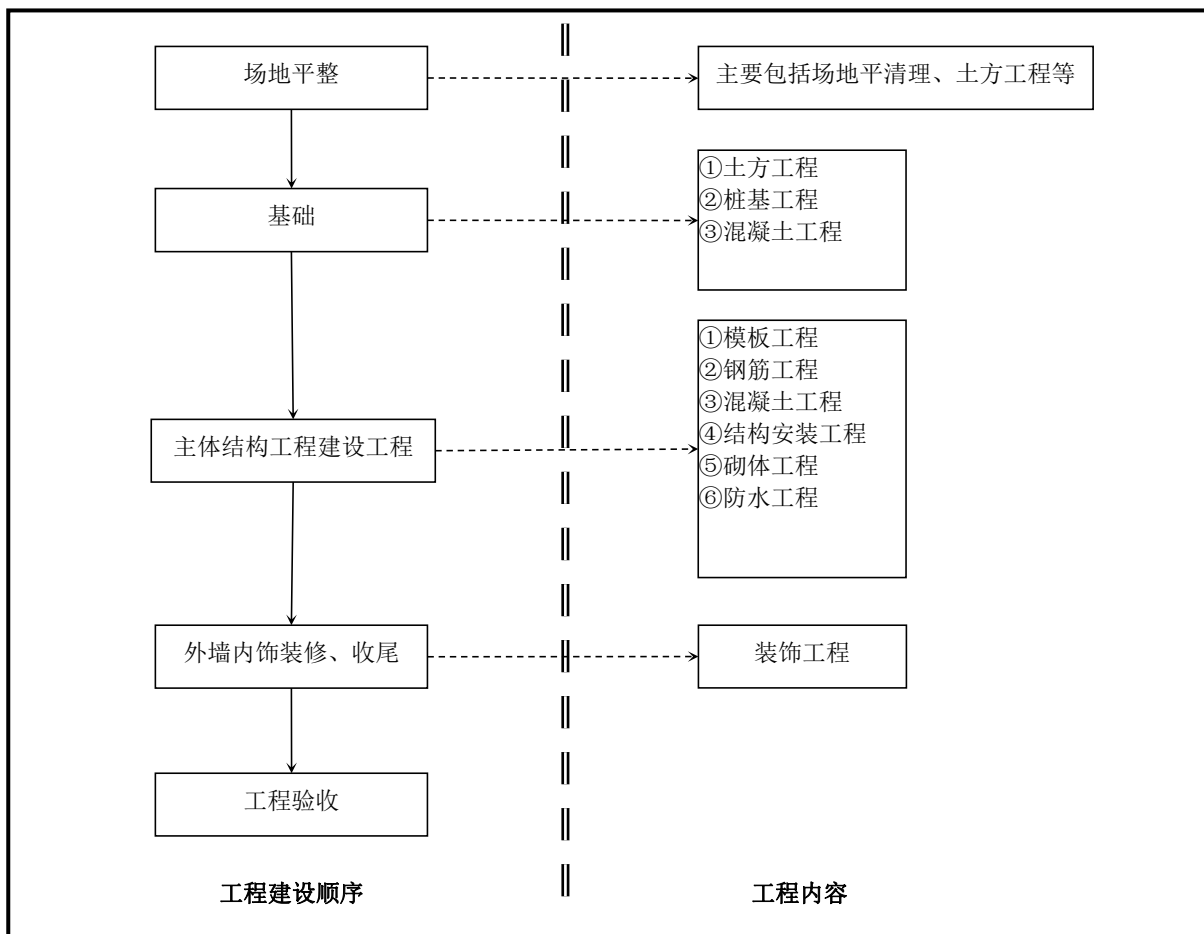 场地平整
主要包括场地平清理、土方工程等
基础
①土方工程
②桩基工程
③混凝土工程
主体结构工程建设工程
①模板工程
②钢筋工程
③混凝土工程
④结构安装工程
⑤砌体工程
⑥防水工程
外墙内饰装修、收尾
装饰工程
工程验收
工程建设顺序
工程内容